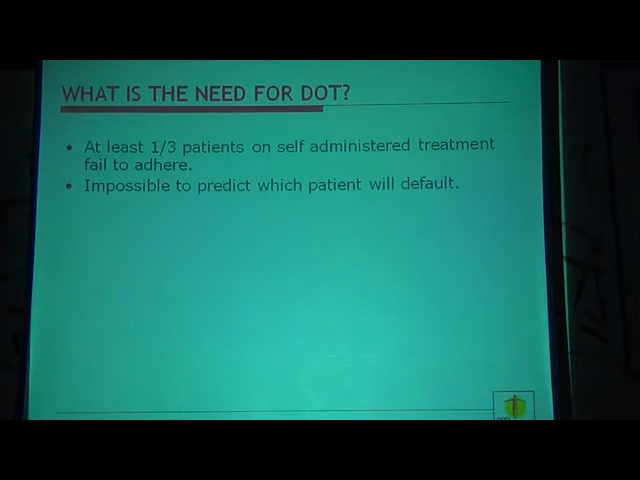 WHAT IS THE NEED FOR DOT?
• At least 1/3 patients on self administered treatment
fail to adhere.
• Impossible to predict which patient will default.